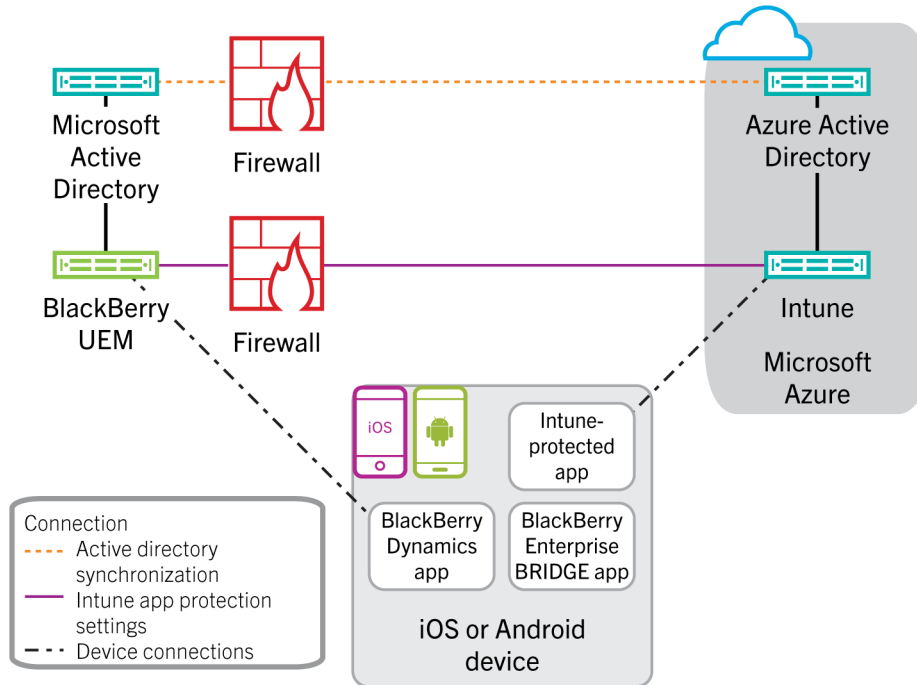 Microsoft
Active
Directory
Firewall
Azure Active
Directory
BlackBerry
UEM
Firewall
Intune
Microsoft
Azure
iOS
Intune-
protected
app
BlackBerry
Dynamics
app
BlackBerry
Enterprise
BRIDGE app
iOS or Android
device
Connection
Active directory
synchronization
Intune app protection
settings
Device connections